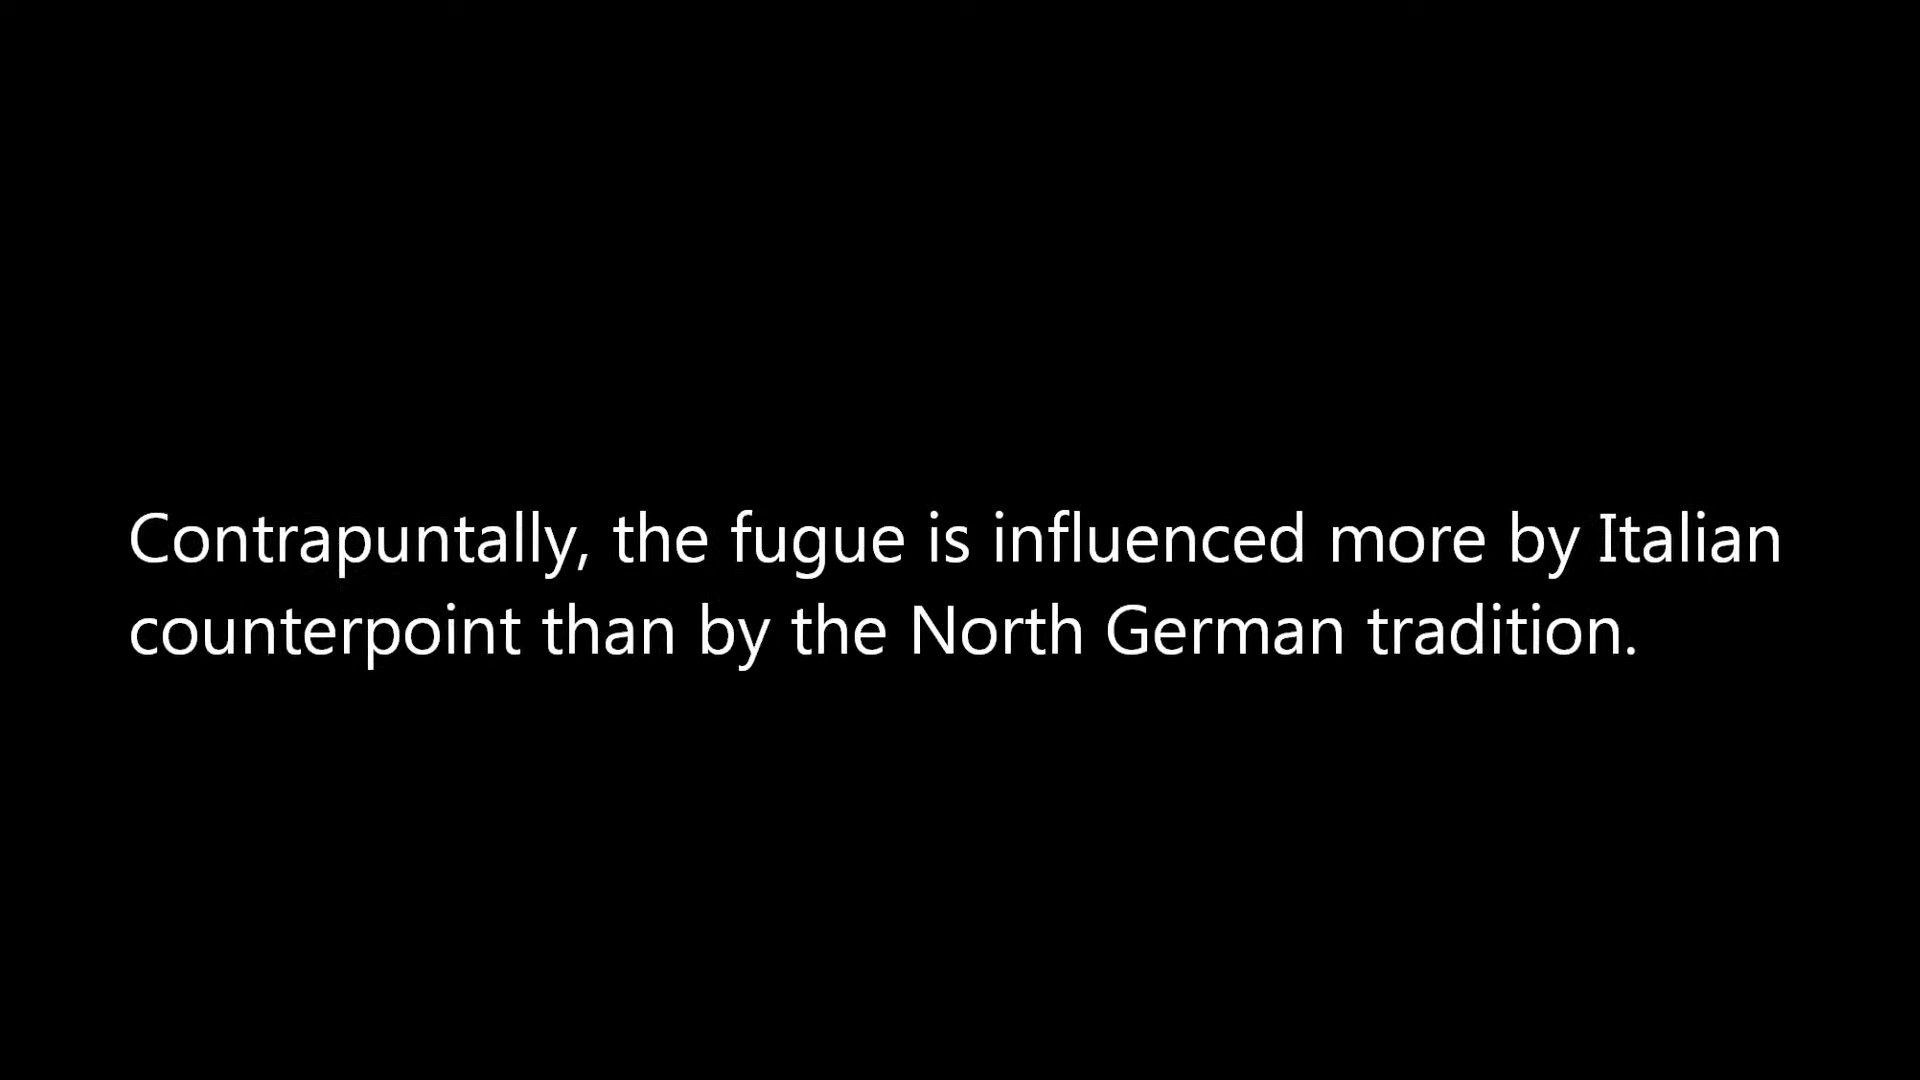 Contrapuntally, the fugue is influenced more by Italian
counterpoint than by the North German tradition.